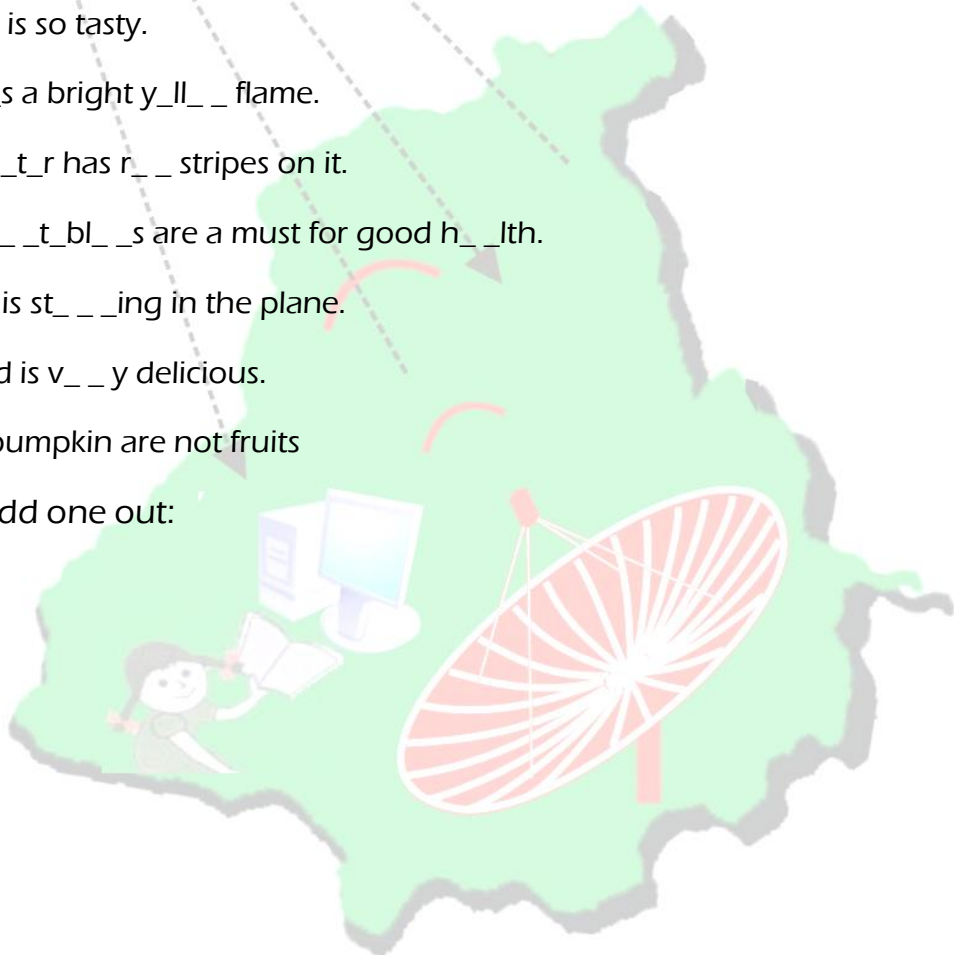 is so tasty.
s a bright y_ll_ _ flame.
_t_r has r_ _ stripes on it.
_ _t_bl_ _s are a must for good h_ _lth.
is st_ _ _ing in the plane.
d is v_ _ y delicious.
pumpkin are not fruits
dd one out: